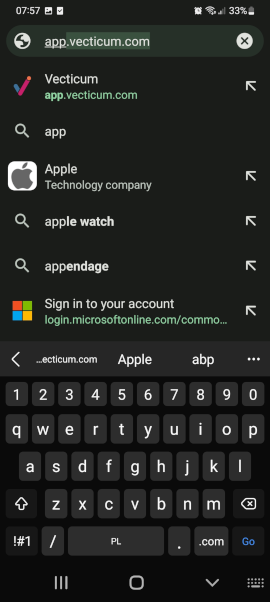 07:57 33%
app.vecticum.com
Vecticum
app.vecticum.com
app
Apple
Technology company
apple watch
appendage
Sign in to your account
login.microsoftonline.com/commo...
...ecticum.com Apple abp
1 2 3 4 5 6 7 8 9 0
q w e r t y u i o p
a s d f g h j k l
z x c v b n m
!#1 / PL . .com Go